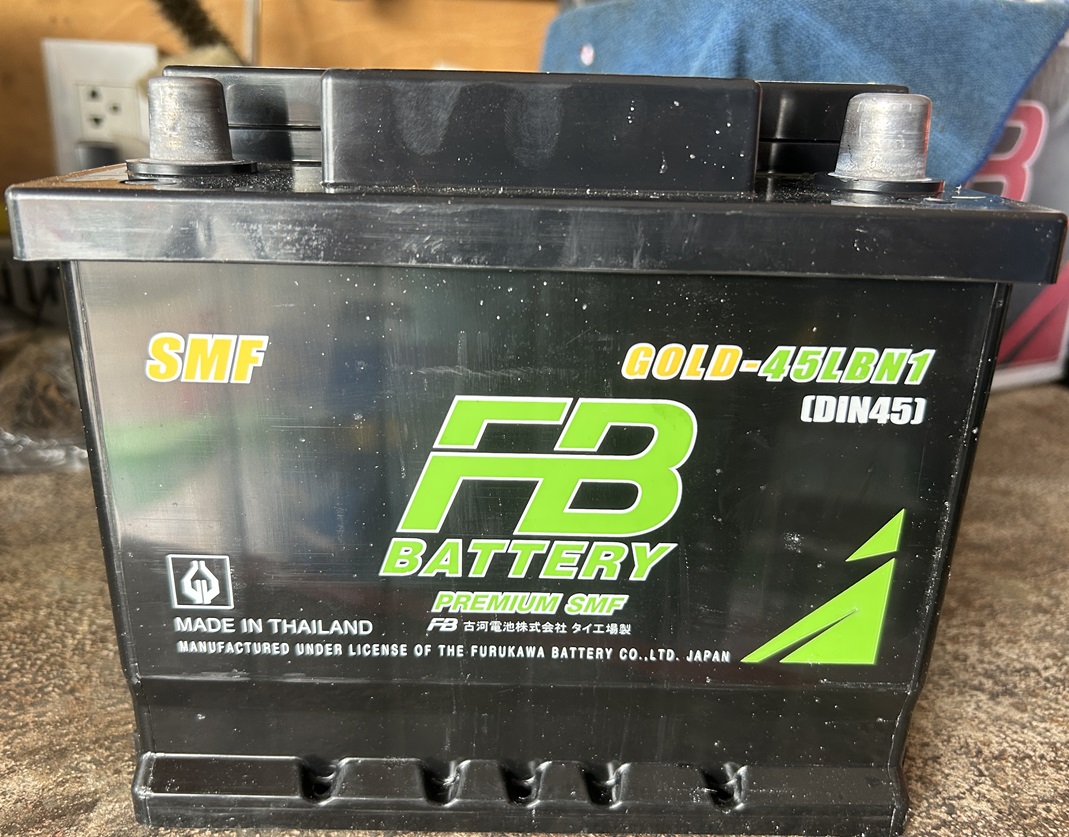 SMF
GOLD-45LBN1
(DIN45)
FB
BATTERY
PREMIUM SMF
FB 古河電池株式会社 タイ工場製
MADE IN THAILAND
MANUFACTURED UNDER LICENSE OF THE FURUKAWA BATTERY CO.,LTD. JAPAN
B